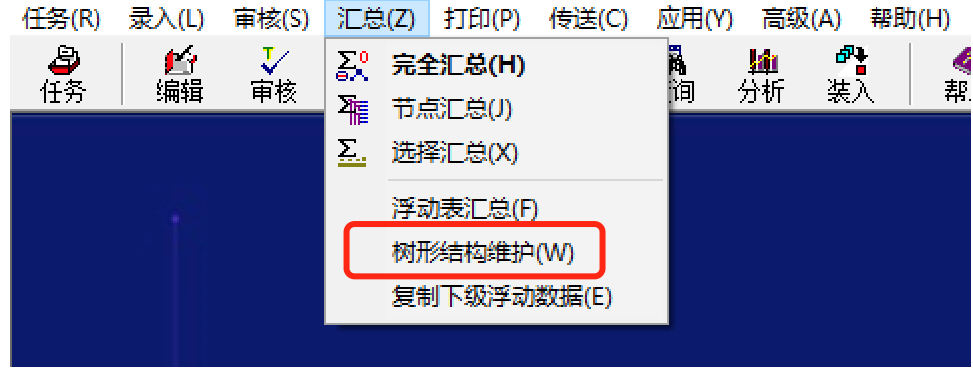 任务(R) 录入(L) 审核(S) 汇总(Z) 打印(P) 传送(C) 应用(Y) 高级(A) 帮助(H)
任务 编辑 审核 询 分析 装入 帮
完全汇总(H)
节点汇总(J)
选择汇总(X)
浮动表汇总(F)
树形结构维护(W)
复制下级浮动数据(E)